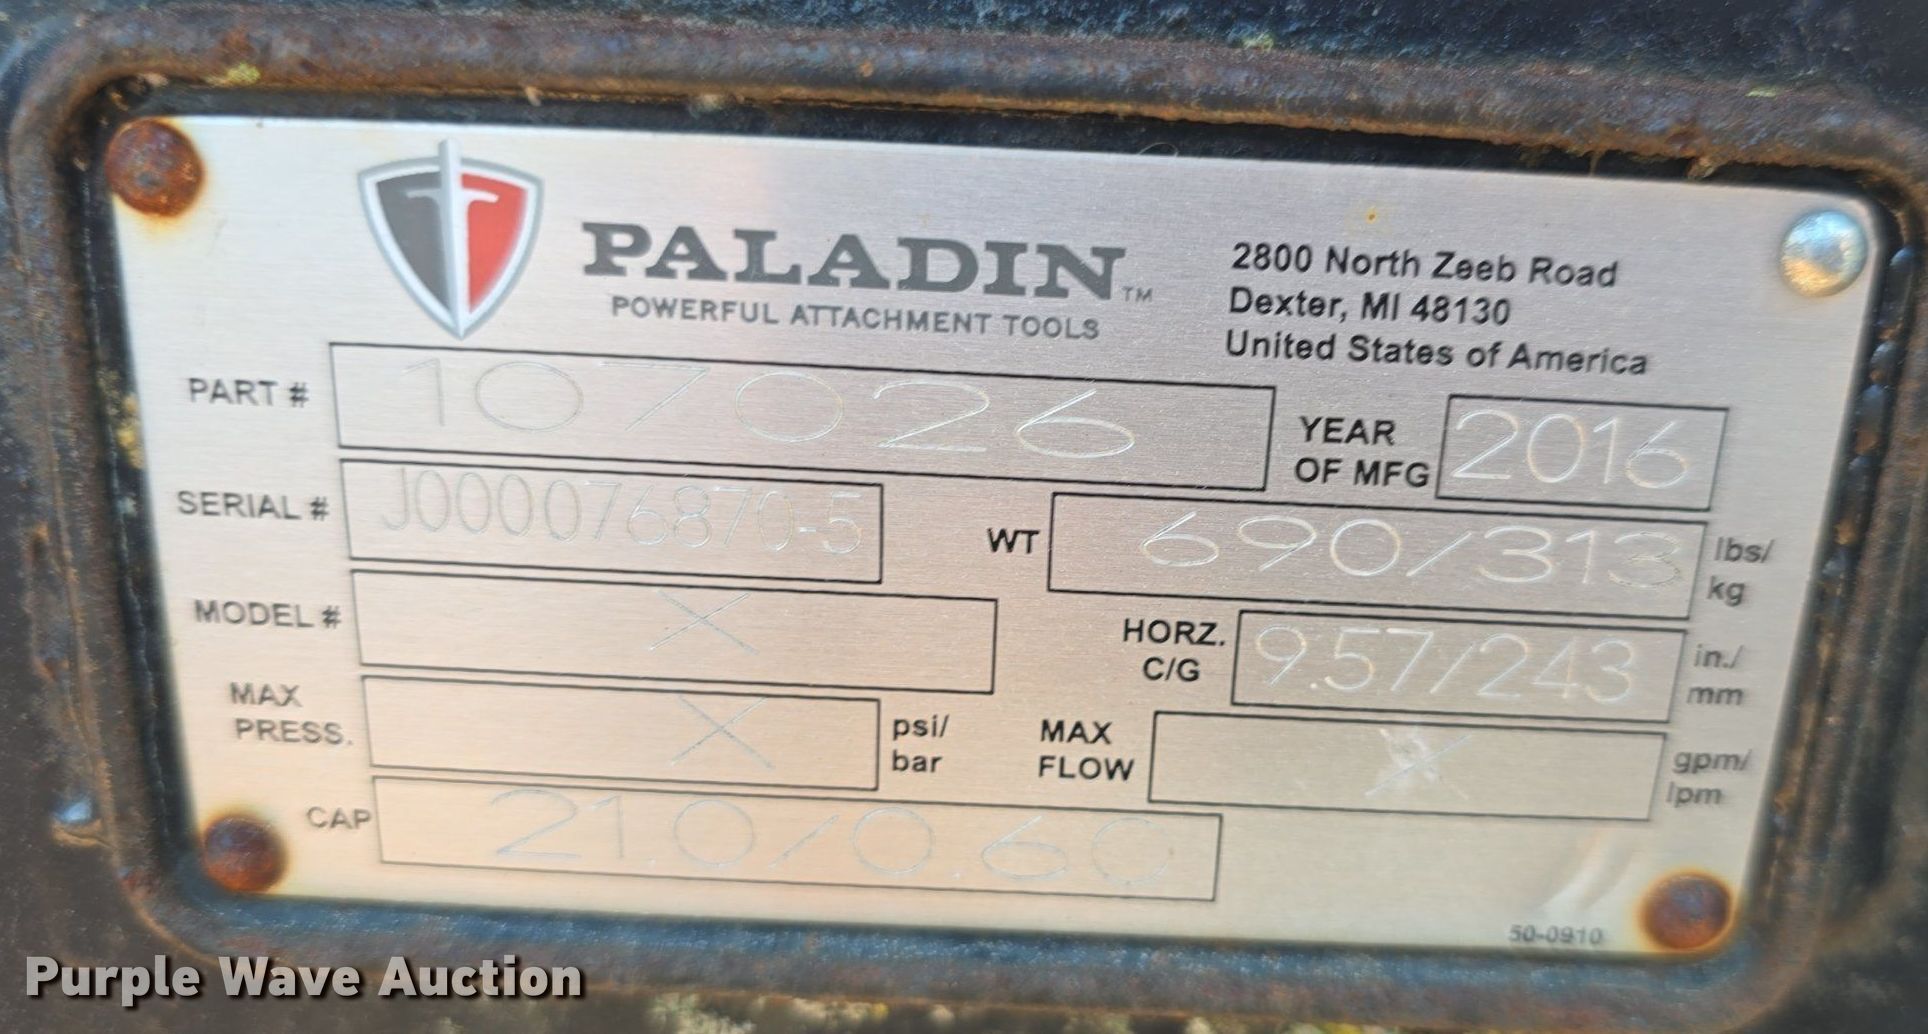 PALADIN™
POWERFUL ATTACHMENT TOOLS
2800 North Zeeb Road
Dexter, MI 48130
United States of America
PART # 107026
YEAR
OF MFG 2016
SERIAL # J000076870-5
WT 690/313 lbs/
kg
MODEL # X
HORZ.
C/G 9.57/243 in./
mm
MAX
PRESS. X psi/
bar
MAX
FLOW X gpm/
lpm
CAP 21.0/0.60
50-0910
Purple Wave Auction